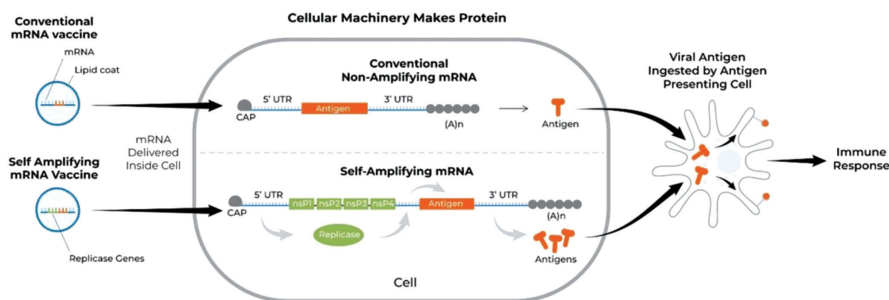 Cellular Machinery Makes Protein
Conventional
mRNA vaccine
mRNA
Lipid coat
Self Amplifying
mRNA Vaccine
Replicase Genes
mRNA
Delivered
Inside Cell
Conventional
Non-Amplifying mRNA
5' UTR
Antigen
3' UTR
CAP
(A)n
Antigen
Self-Amplifying mRNA
5' UTR
nsP1
nsP2
nsP3
nsP4
Antigen
3' UTR
CAP
(A)n
Replicase
Antigens
Cell
Viral Antigen
Ingested by Antigen
Presenting Cell
Immune
Response